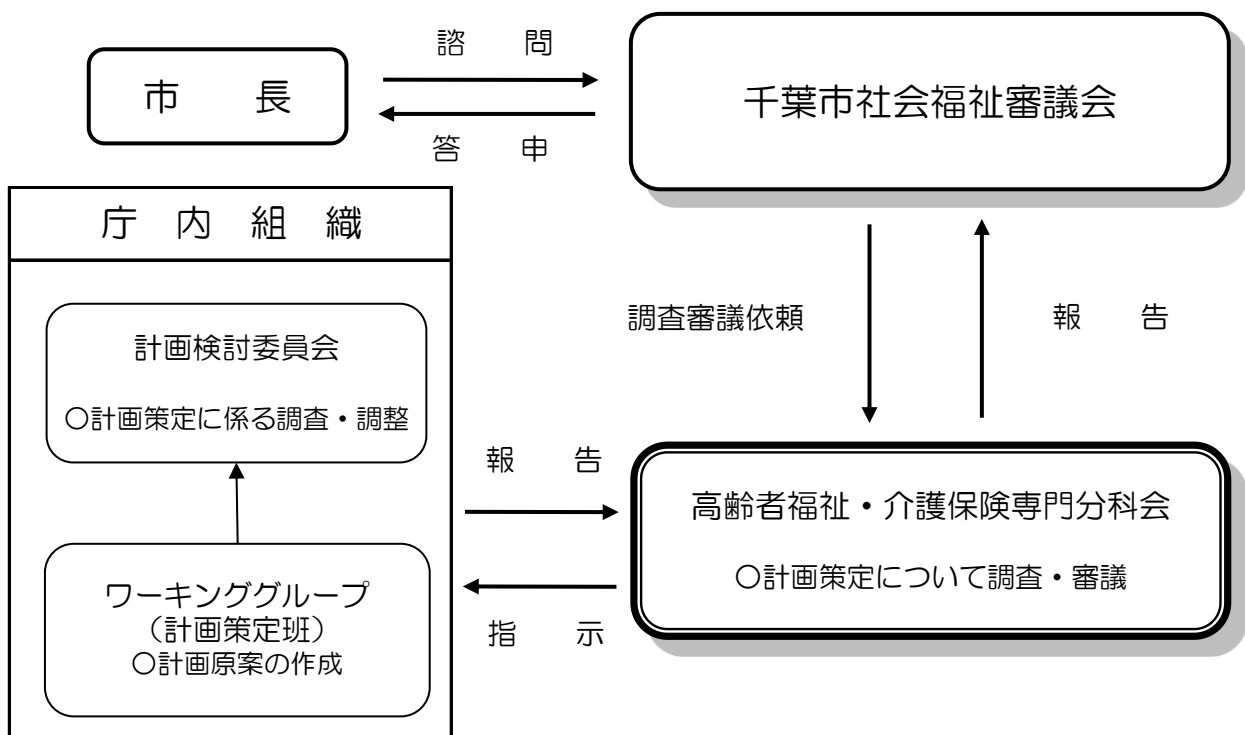 諮　　問
市　　長
千葉市社会福祉審議会
答　　申
庁　内　組　織
計画検討委員会
〇計画策定に係る調査・調整
ワーキンググループ
（計画策定班）
〇計画原案の作成
調査審議依頼
報　　告
報　　告
指　　示
高齢者福祉・介護保険専門分科会
〇計画策定について調査・審議